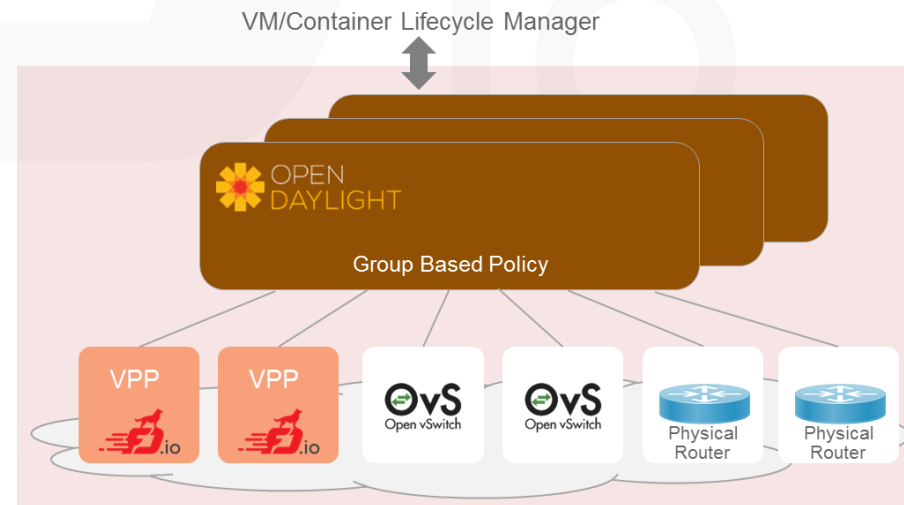 VM/Container Lifecycle Manager
OPEN
DAYLIGHT
Group Based Policy
VPP
.io
VPP
.io
OvS
Open vSwitch
OvS
Open vSwitch
Physical
Router
Physical
Router
io